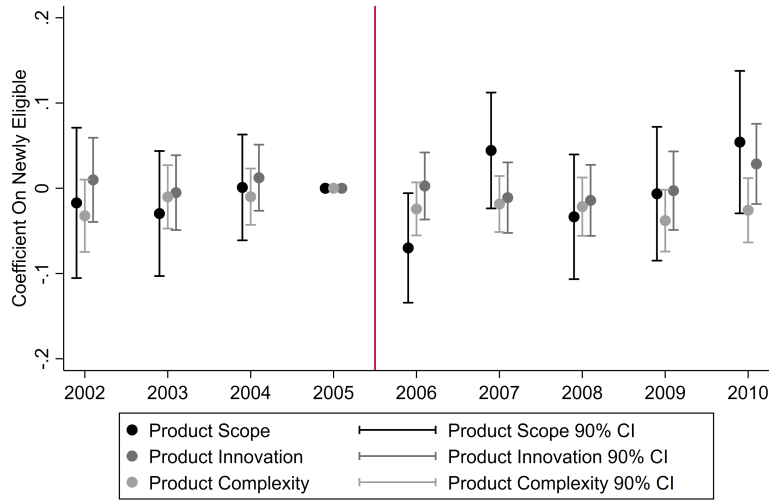 Coefficient On Newly Eligible
.2
.1
0
-.1
-.2
2002 2003 2004 2005 2006 2007 2008 2009 2010
Product Scope Product Scope 90% CI
Product Innovation Product Innovation 90% CI
Product Complexity Product Complexity 90% CI